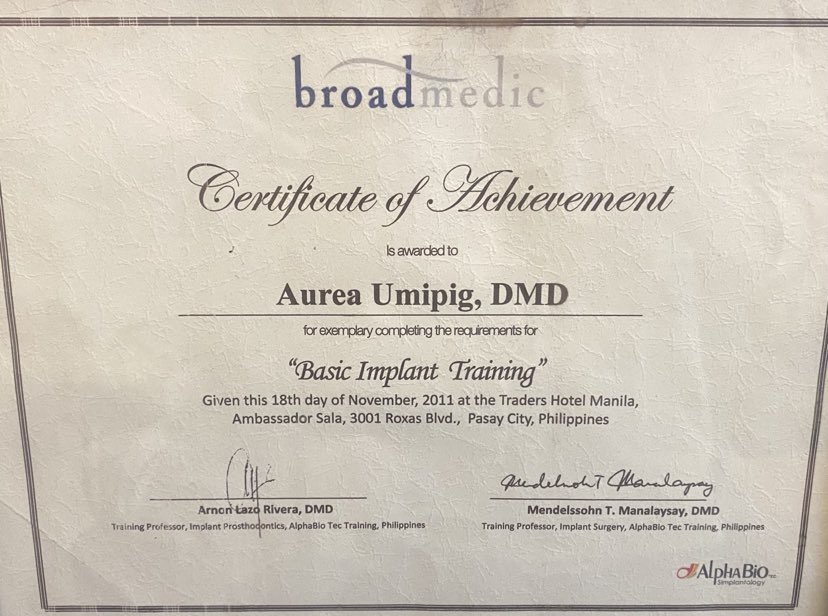 broadmedic
Certificate of Achievement
Is awarded to
Aurea Umipig, DMD
for exemplary completing the requirements for
"Basic Implant Training"
Given this 18th day of November, 2011 at the Traders Hotel Manila,
Ambassador Sala, 3001 Roxas Blvd., Pasay City, Philippines
Mendelsohn T Manalaysay
Arnon Lazo Rivera, DMD
Mendelssohn T. Manalaysay, DMD
Training Professor, Implant Prosthodontics, AlphaBio Tec Training, Philippines
Training Professor, Implant Surgery, AlphaBio Tec Training, Philippines
AlphaBio TEC
Simplantology